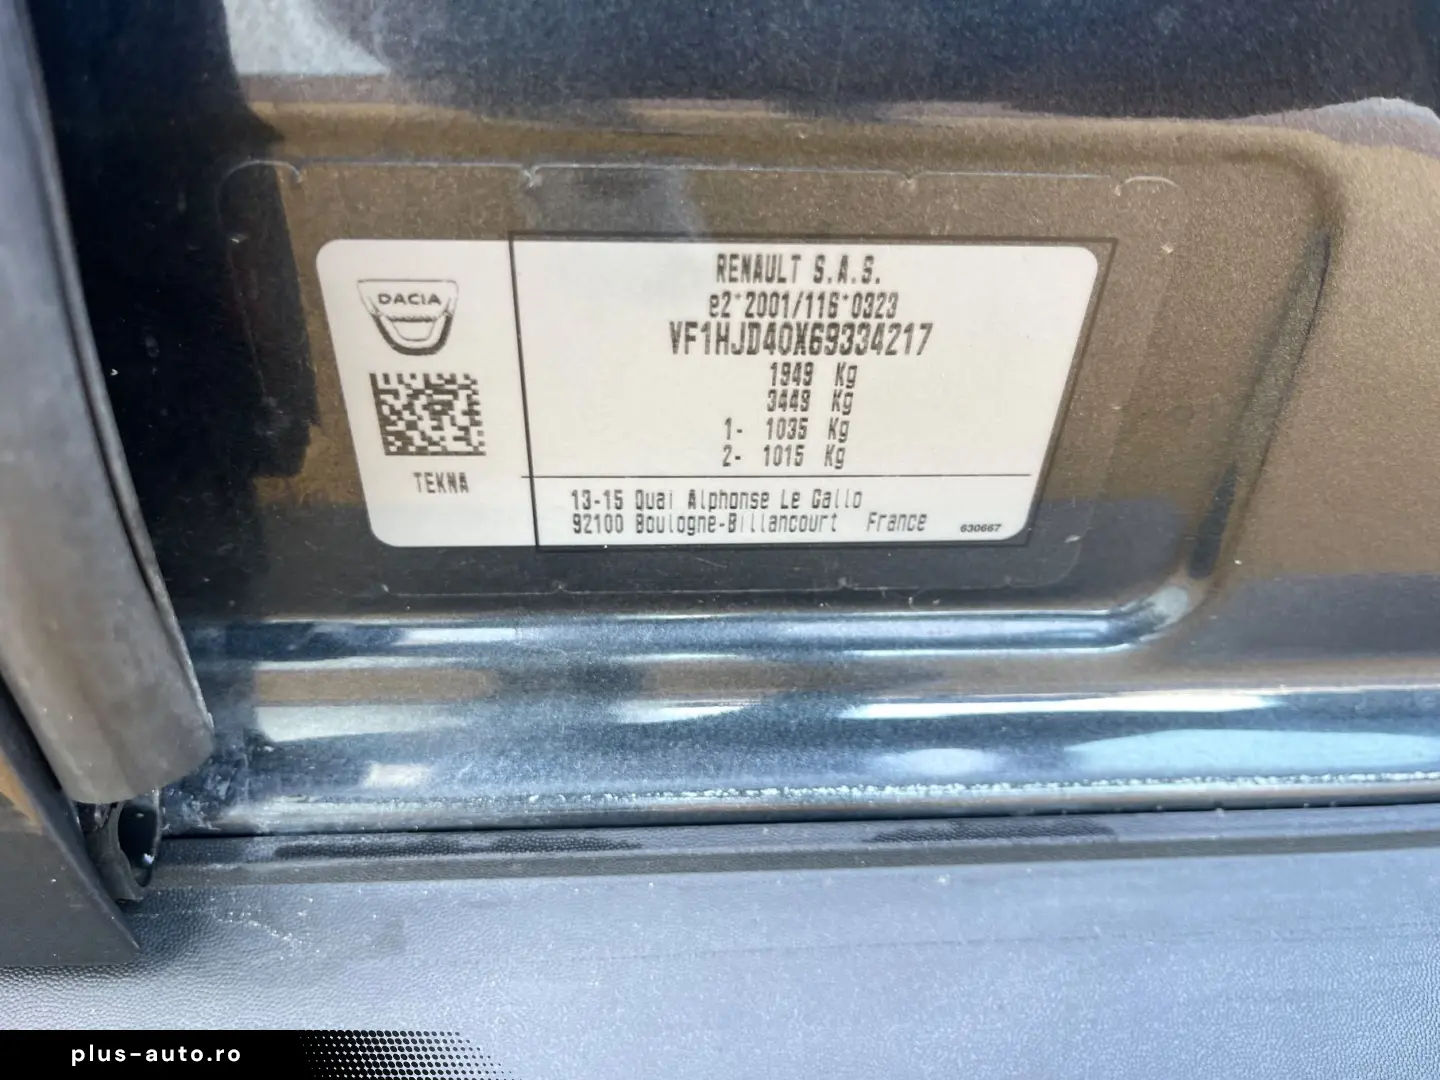 DACIA
TEKNA
RENAULT S.A.S.
e2*2001/116*0323
VF1HJD40X69334217
1949 Kg
3449 Kg
1- 1035 Kg
2- 1015 Kg
13-15 Quai Alphonse Le Gallo
92100 Boulogne-Billancourt France
630667
plus-auto.ro